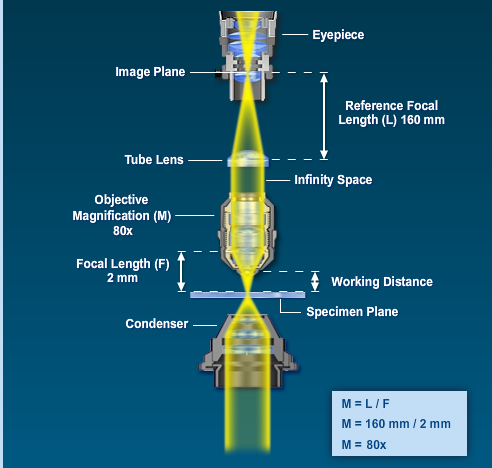 Eyepiece
Image Plane
Reference Focal
Length (L) 160 mm
Tube Lens
Infinity Space
Objective
Magnification (M)
80x
Focal Length (F)
2 mm
Working Distance
Specimen Plane
Condenser
M = L / F
M = 160 mm / 2 mm
M = 80x